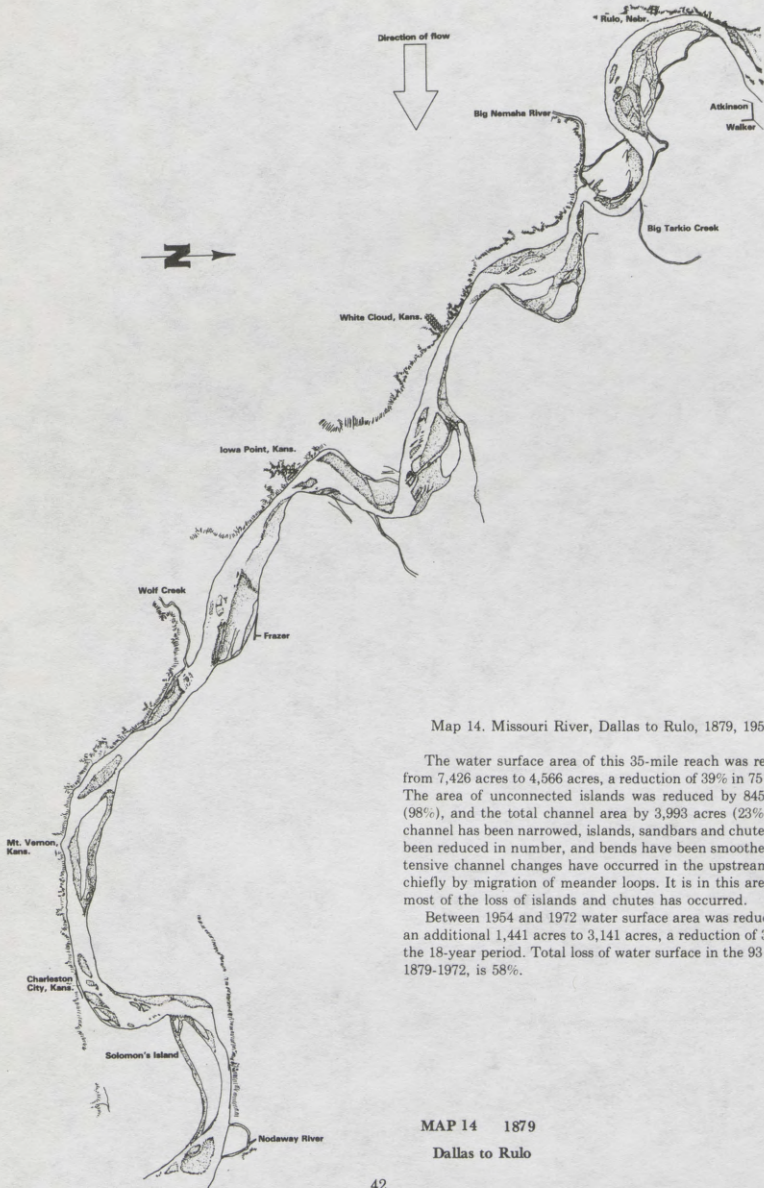 Rulo, Nebr.
Direction of flow
Big Nemaha River
Atkinson
Walker
Big Tarkio Creek
N
White Cloud, Kans.
Iowa Point, Kans.
Wolf Creek
Frazer
Map 14. Missouri River, Dallas to Rulo, 1879, 195
The water surface area of this 35-mile reach was re
from 7,426 acres to 4,566 acres, a reduction of 39% in 75
The area of unconnected islands was reduced by 845
(98%), and the total channel area by 3,993 acres (23%
channel has been narrowed, islands, sandbars and chute
been reduced in number, and bends have been smoothe
tensive channel changes have occurred in the upstream
chiefly by migration of meander loops. It is in this are
most of the loss of islands and chutes has occurred.
Between 1954 and 1972 water surface area was reduc
an additional 1,441 acres to 3,141 acres, a reduction of 3
the 18-year period. Total loss of water surface in the 93
1879-1972, is 58%.
Mt. Vernon,
Kans.
Charleston
City, Kans.
Solomon's Island
Nodaway River
MAP 14 1879
Dallas to Rulo
42